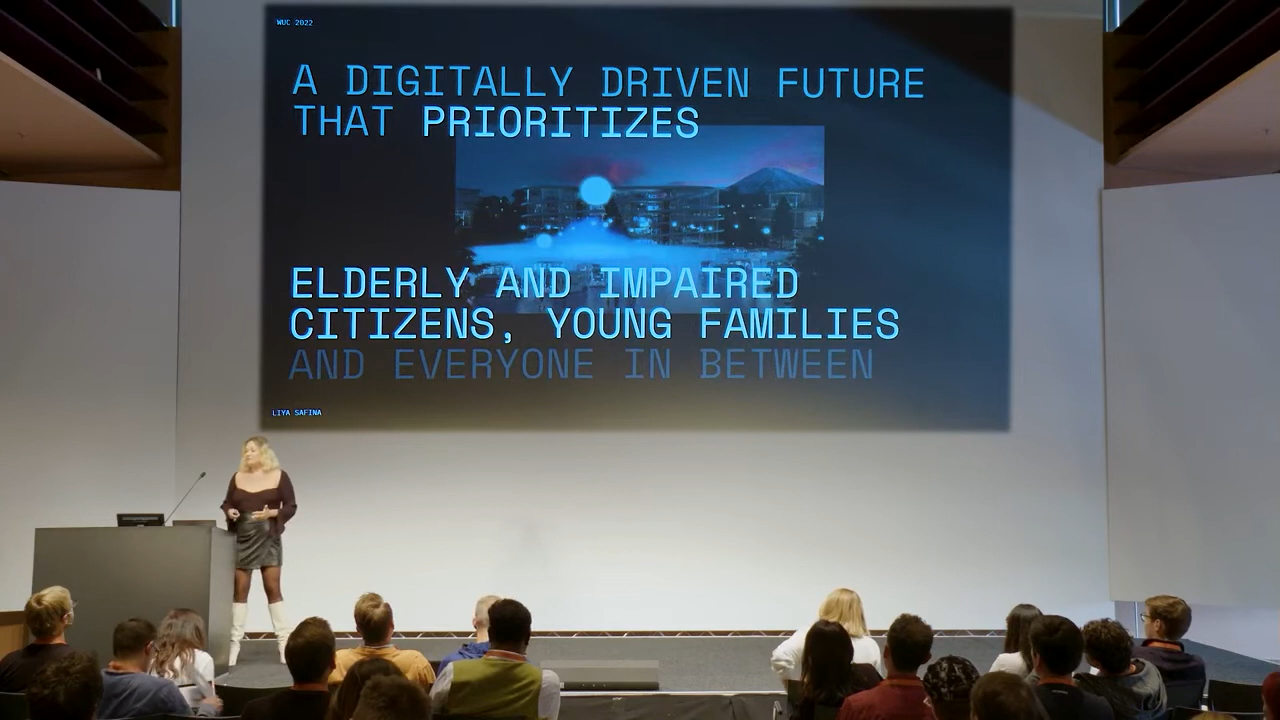 WUC 2022
A DIGITALLY DRIVEN FUTURE
THAT PRIORITIZES
ELDERLY AND IMPAIRED
CITIZENS, YOUNG FAMILIES
AND EVERYONE IN BETWEEN
LIYA SAFINA